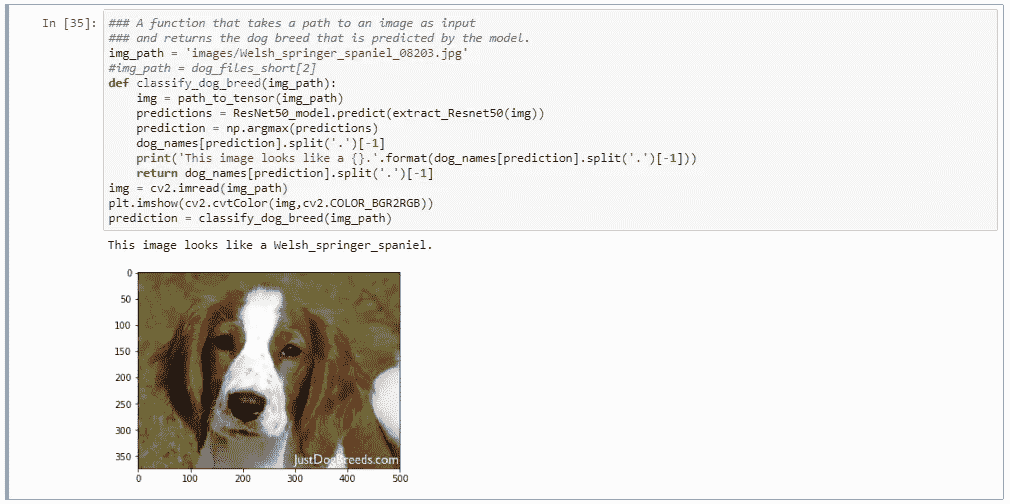 In [35]:
### A function that takes a path to an image as input
### and returns the dog breed that is predicted by the model.
img_path = 'images/Welsh_springer_spaniel_08203.jpg'
#img_path = dog_files_short[2]
def classify_dog_breed(img_path):
    img = path_to_tensor(img_path)
    predictions = ResNet50_model.predict(extract_Resnet50(img))
    prediction = np.argmax(predictions)
    dog_names[prediction].split('.')[-1]
    print('This image looks like a {}.'.format(dog_names[prediction].split('.')[-1]))
    return dog_names[prediction].split('.')[-1]
img = cv2.imread(img_path)
plt.imshow(cv2.cvtColor(img,cv2.COLOR_BGR2RGB))
prediction = classify_dog_breed(img_path)
This image looks like a Welsh_springer_spaniel.
0
50
100
150
200
250
300
350
JustDogBreeds.com
0 100 200 300 400 500